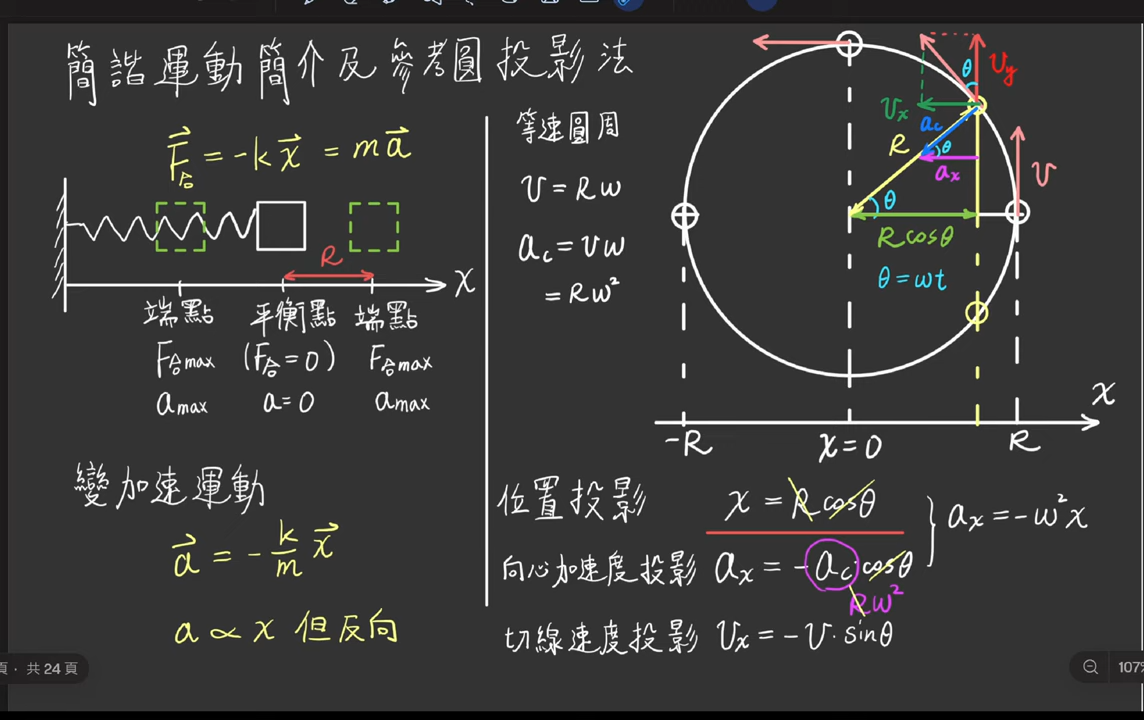 簡諧運動簡介及參考圓投影法
F⃗合 = -k x⃗ = m a⃗
R
x
端點 平衡點 端點
F合max (F合=0) F合max
amax a=0 amax
變加速運動
a⃗ = -k/m x⃗
a ∝ x 但反向
等速圓周
v = Rω
ac = vω
= Rω²
θ
vy
vx
ac
R
θ
ax
v
θ
Rcosθ
θ = ωt
x
-R x=0 R
位置投影 x = Rcosθ
ax = -ω²x
向心加速度投影 ax = -ac·cosθ
Rω²
切線速度投影 vx = -v·sinθ
頁· 共 24 頁
107%